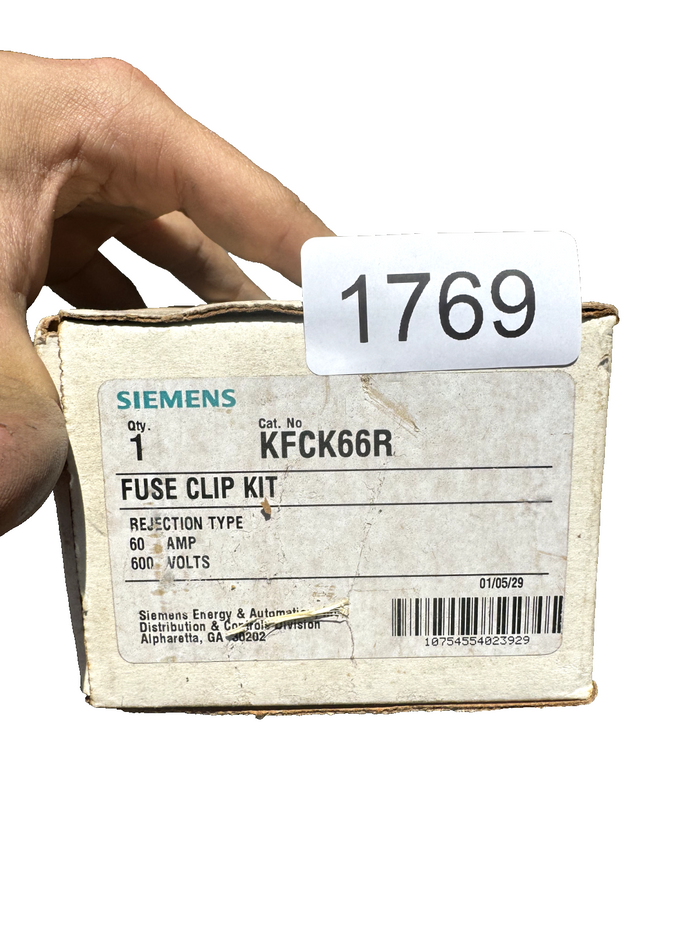 1769
SIEMENS
Qty. Cat. No
1 KFCK66R
FUSE CLIP KIT
REJECTION TYPE
60 AMP
600 VOLTS
01/05/29
Siemens Energy & Automation
Distribution & Controls Division
Alpharetta, GA 30202
10754554023929